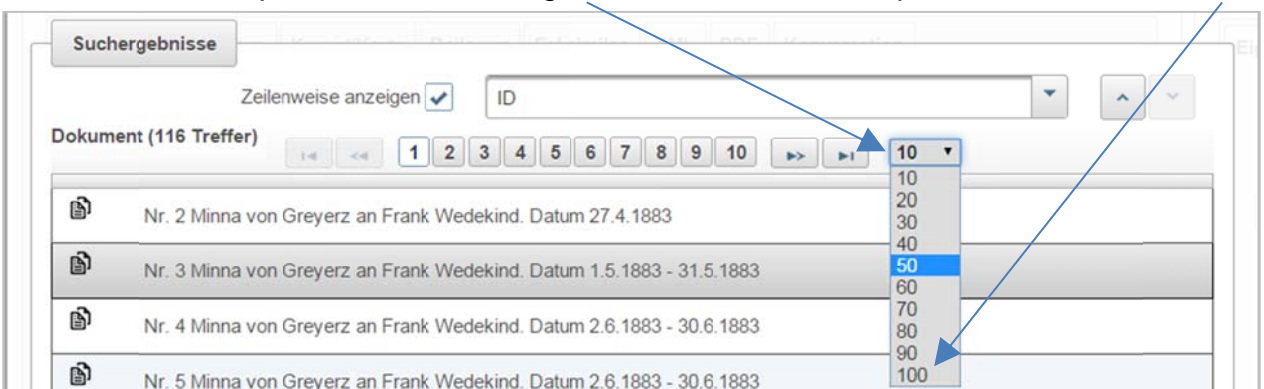 Suchergebnisse
Zeilenweise anzeigen ID
Dokument (116 Treffer) 1 2 3 4 5 6 7 8 9 10 10
10
20
30
40
50
60
70
80
90
100
Nr. 2 Minna von Greyerz an Frank Wedekind. Datum 27.4.1883
Nr. 3 Minna von Greyerz an Frank Wedekind. Datum 1.5.1883 - 31.5.1883
Nr. 4 Minna von Greyerz an Frank Wedekind. Datum 2.6.1883 - 30.6.1883
Nr. 5 Minna von Greyerz an Frank Wedekind. Datum 2.6.1883 - 30.6.1883